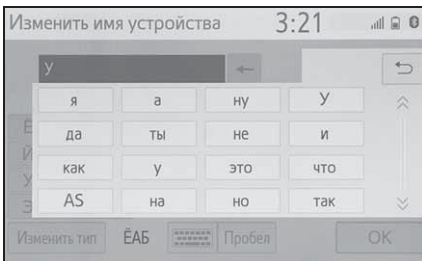 Изменить имя устройства 3:21
У
я а ну У
да ты не и
как у это что
AS на но так
Ё
Й
У
Э
Изменить тип ЁАБ Пробел OK